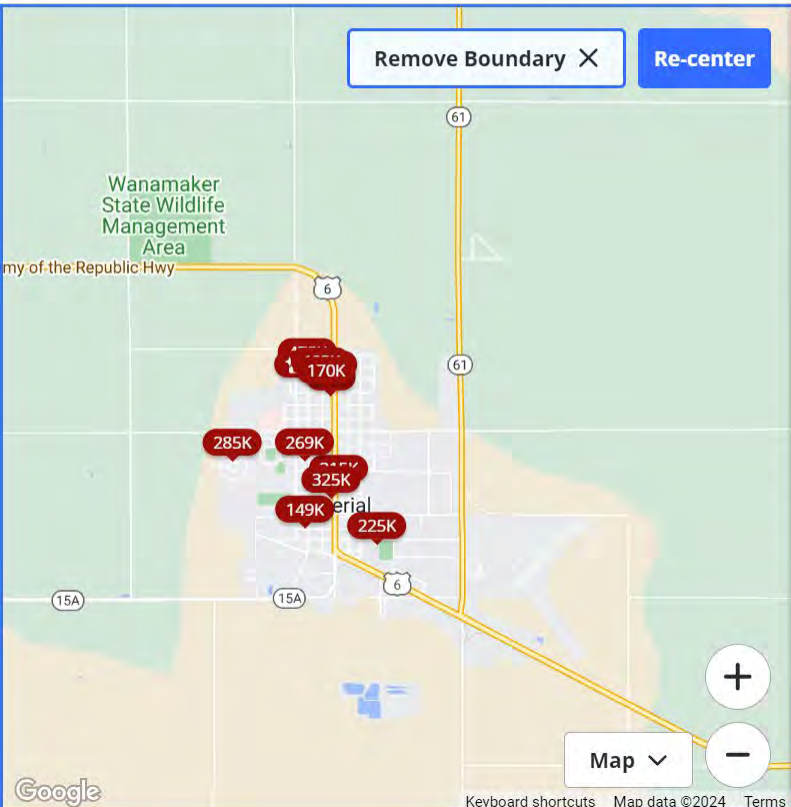 Remove Boundary
Re-center
61
Wanamaker
State Wildlife
Management
Area
my of the Republic Hwy
6
170K
61
285K
269K
325K
149K
erial
225K
6
15A
15A
Map
Google
Keyboard shortcuts
Map data ©2024
Terms